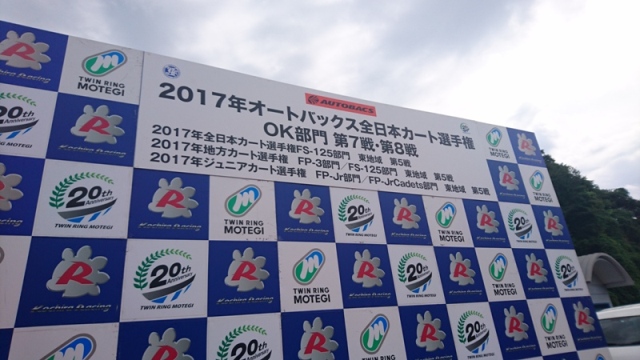 AUTOBACS
2017年オートバックス全日本カート選手権
OK部門 第7戦・第8戦
2017年全日本カート選手権FS-125部門 東地域 第5戦
2017年地方カート選手権 FP-3部門／FS-125部門 東地域 第5戦
2017年ジュニアカート選手権 FP-Jr部門／FP-JrCadets部門 東地域 第5戦
R
TWIN RING
MOTEGI
20th
Anniversary
TWIN RING MOTEGI
R
Koshiro Racing